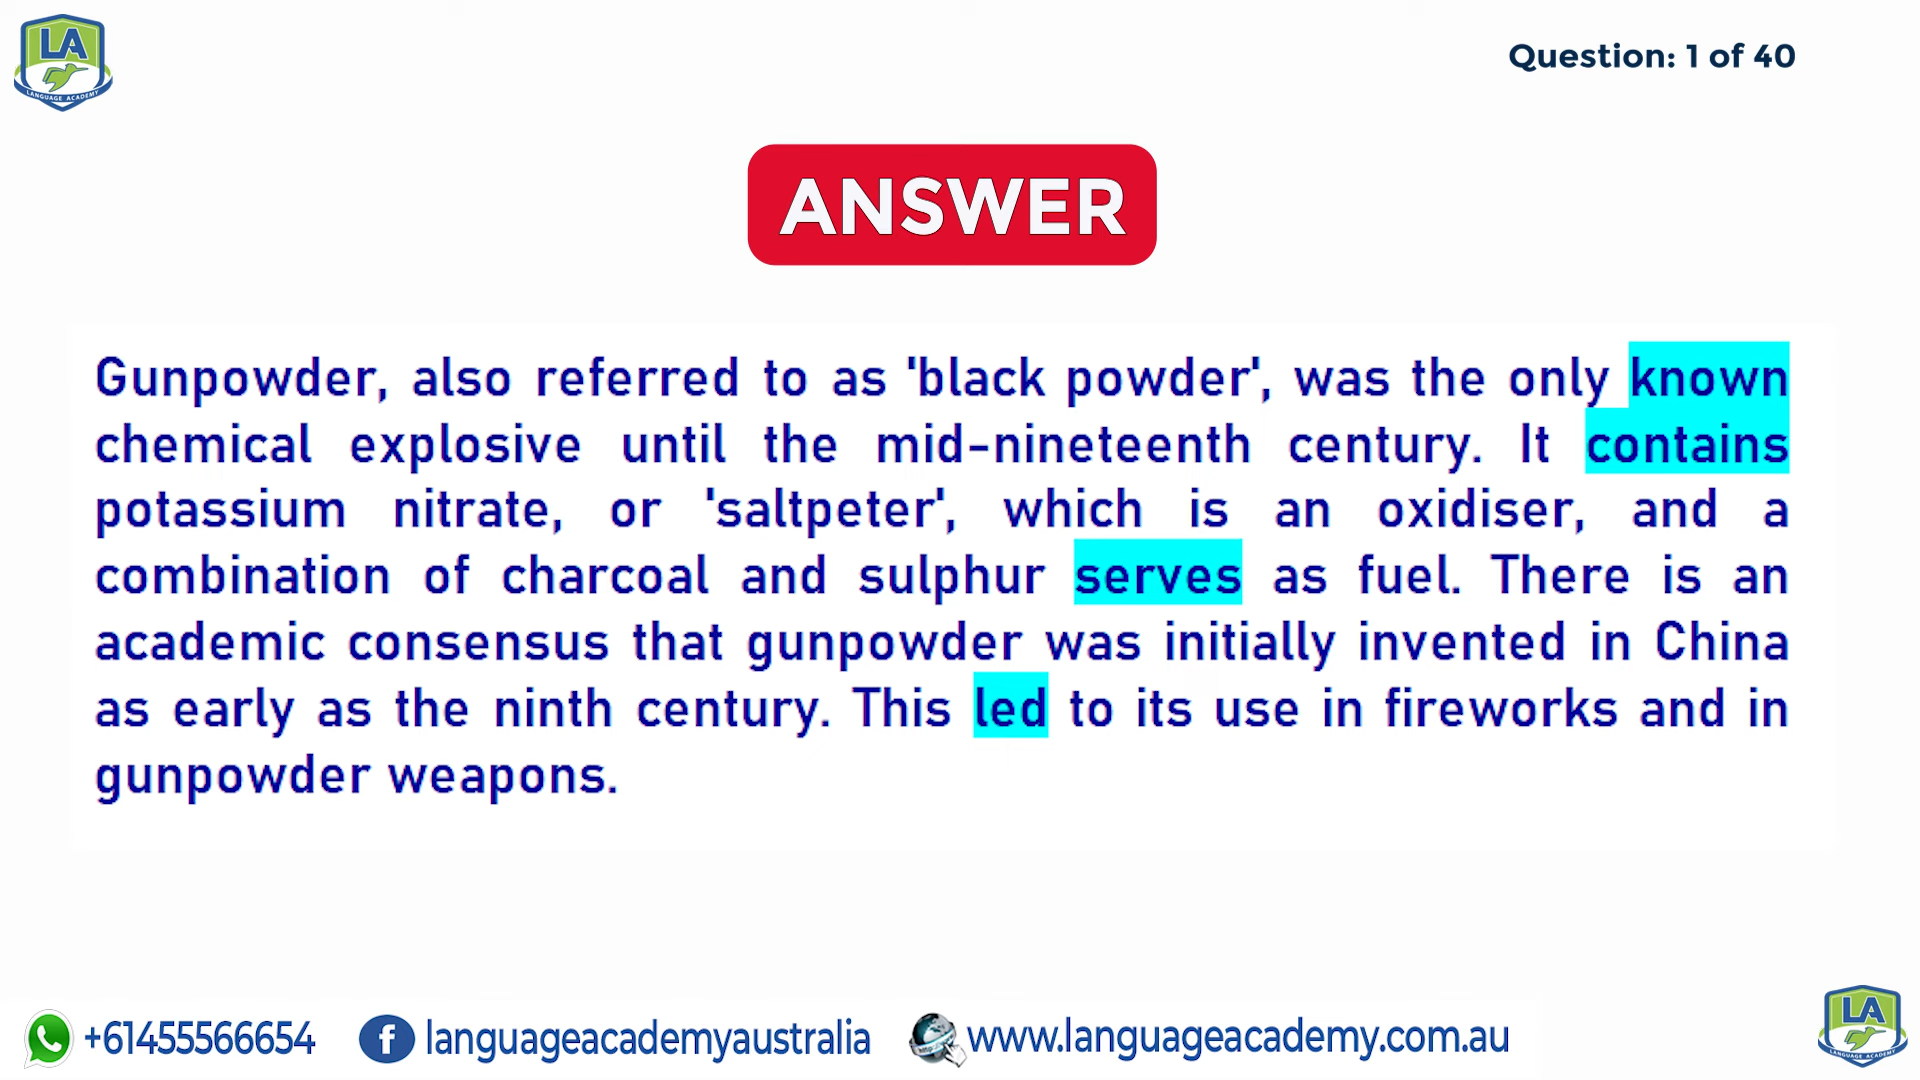 LA
LANGUAGE ACADEMY
Question: 1 of 40
ANSWER
Gunpowder, also referred to as 'black powder', was the only known
chemical explosive until the mid-nineteenth century. It contains
potassium nitrate, or 'saltpeter', which is an oxidiser, and a
combination of charcoal and sulphur serves as fuel. There is an
academic consensus that gunpowder was initially invented in China
as early as the ninth century. This led to its use in fireworks and in
gunpowder weapons.
+61455566654
languageacademyaustralia
www.languageacademy.com.au
LA
LANGUAGE ACADEMY